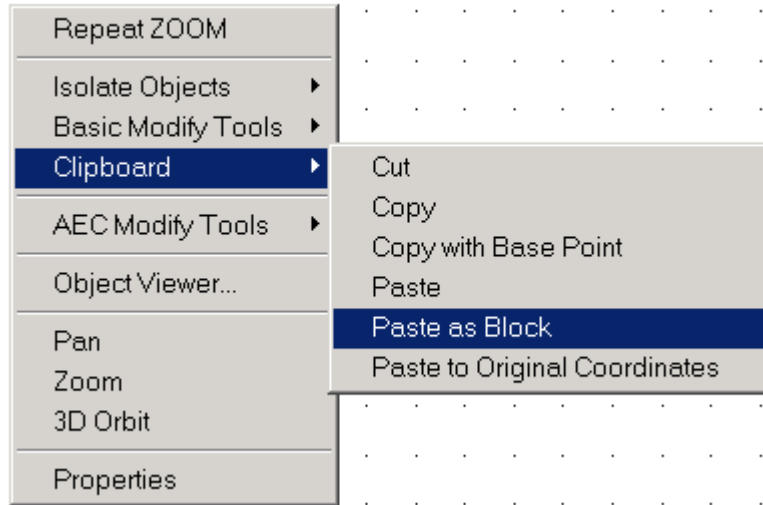 Repeat ZOOM
Isolate Objects
Basic Modify Tools
Clipboard
AEC Modify Tools
Object Viewer...
Pan
Zoom
3D Orbit
Properties
Cut
Copy
Copy with Base Point
Paste
Paste as Block
Paste to Original Coordinates